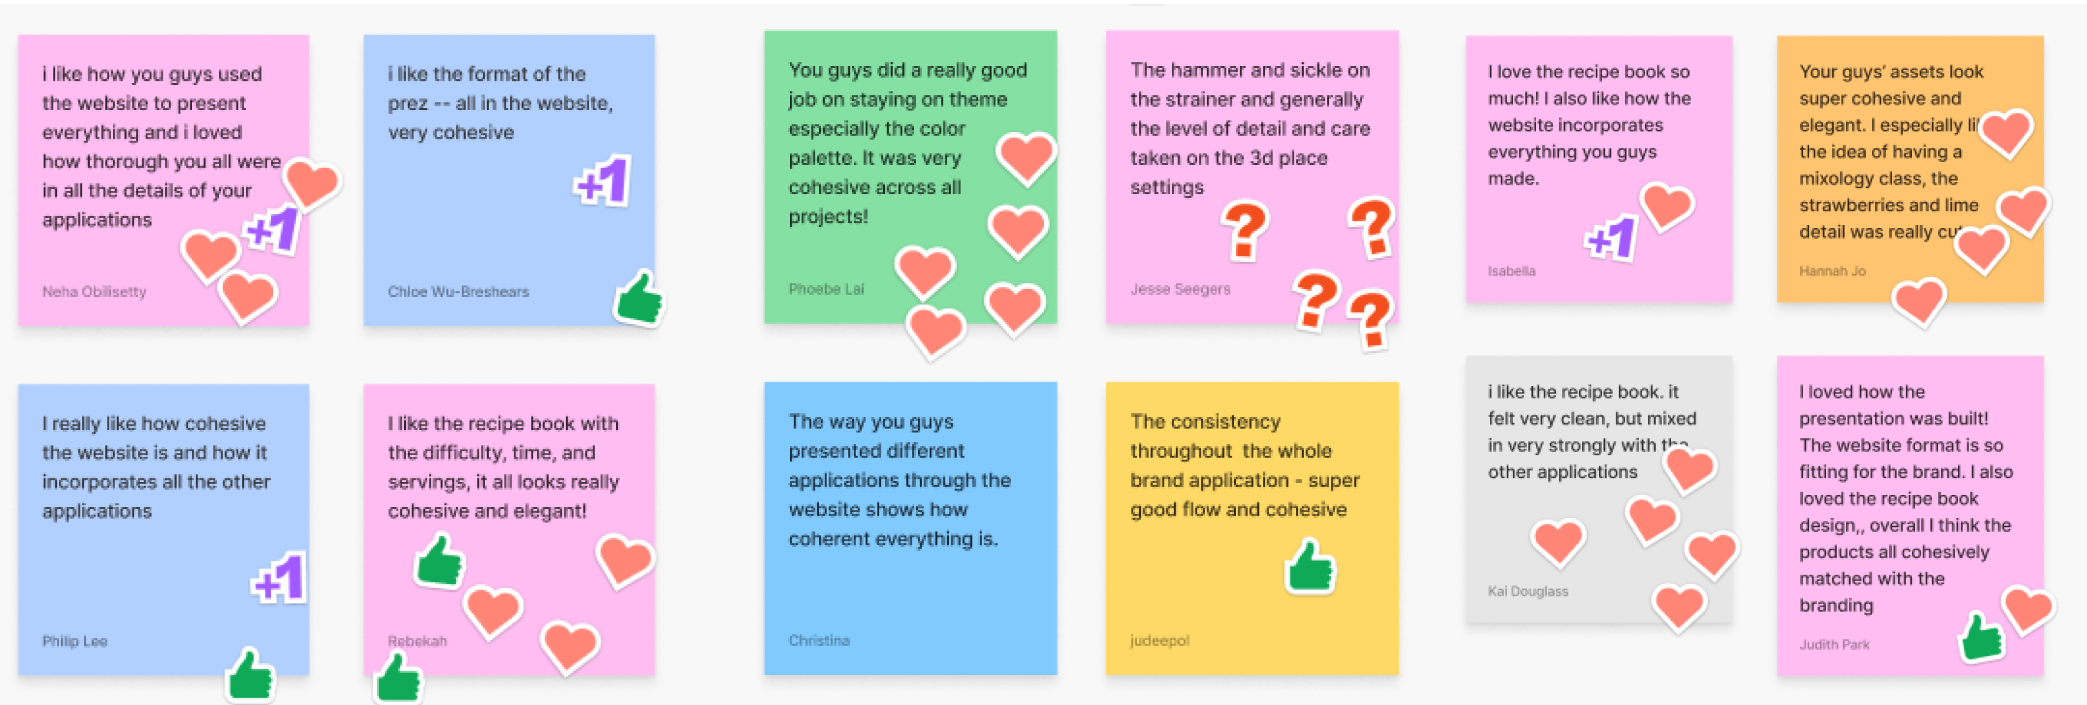 i like how you guys used
the website to present
everything and i loved
how thorough you all were
in all the details of your
applications
+1
Neha Obilisetty
i like the format of the
prez -- all in the website,
very cohesive
+1
Chloe Wu-Breshears
You guys did a really good
job on staying on theme
especially the color
palette. It was very
cohesive across all
projects!
Phoebe Lai
The hammer and sickle on
the strainer and generally
the level of detail and care
taken on the 3d place
settings
? ?
? ?
Jesse Seegers
I love the recipe book so
much! I also like how the
website incorporates
everything you guys
made.
+1
Isabella
Your guys' assets look
super cohesive and
elegant. I especially
the idea of having a
mixology class, the
strawberries and lime
detail was really
Hannah Jo
I really like how cohesive
the website is and how it
incorporates all the other
applications
+1
Philip Lee
I like the recipe book with
the difficulty, time, and
servings, it all looks really
cohesive and elegant!
Rebekah
The way you guys
presented different
applications through the
website shows how
coherent everything is.
Christina
The consistency
throughout the whole
brand application - super
good flow and cohesive
judeepol
i like the recipe book. it
felt very clean, but mixed
in very strongly with the
other applications
Kai Douglass
I loved how the
presentation was built!
The website format is so
fitting for the brand. I also
loved the recipe book
design,, overall I think the
products all cohesively
matched with the
branding
Judith Park